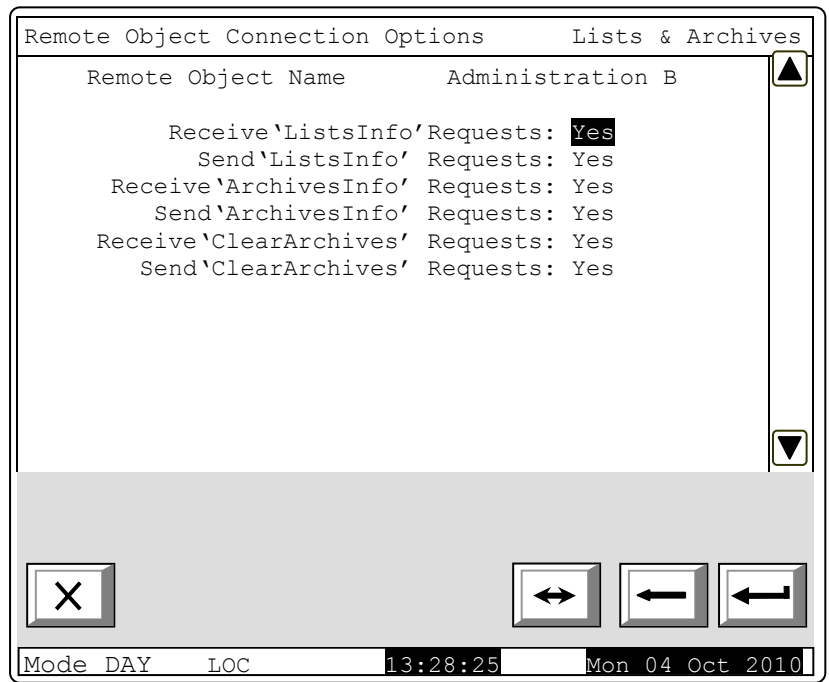 Remote Object Connection Options Lists & Archives
Remote Object Name Administration B
Receive‘ListsInfo’Requests: Yes
Send‘ListsInfo’ Requests: Yes
Receive‘ArchivesInfo’ Requests: Yes
Send‘ArchivesInfo’ Requests: Yes
Receive‘ClearArchives’ Requests: Yes
Send‘ClearArchives’ Requests: Yes
Mode DAY LOC 13:28:25 Mon 04 Oct 2010